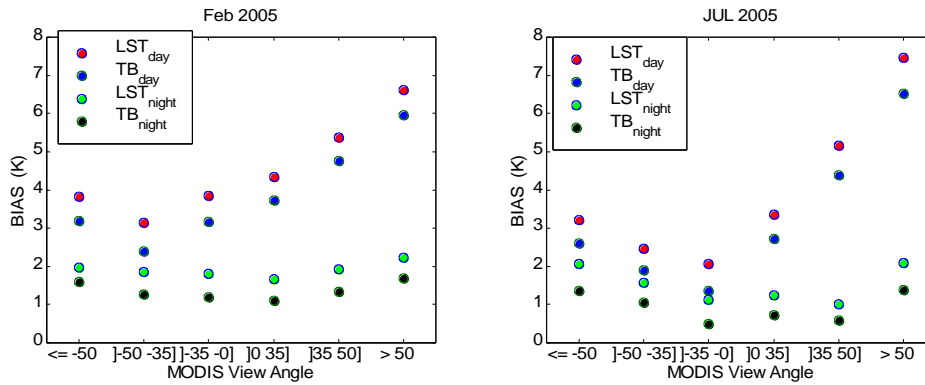 Feb 2005
8
7
6
5
4
3
2
1
0
BIAS (K)
LST_day
TB_day
LST_night
TB_night
<= -50 ]-50 -35] ]-35 -0] ]0 35] ]35 50] > 50
MODIS View Angle
JUL 2005
8
7
6
5
4
3
2
1
0
BIAS (K)
LST_day
TB_day
LST_night
TB_night
<= -50 ]-50 -35] ]-35 -0] ]0 35] ]35 50] > 50
MODIS View Angle